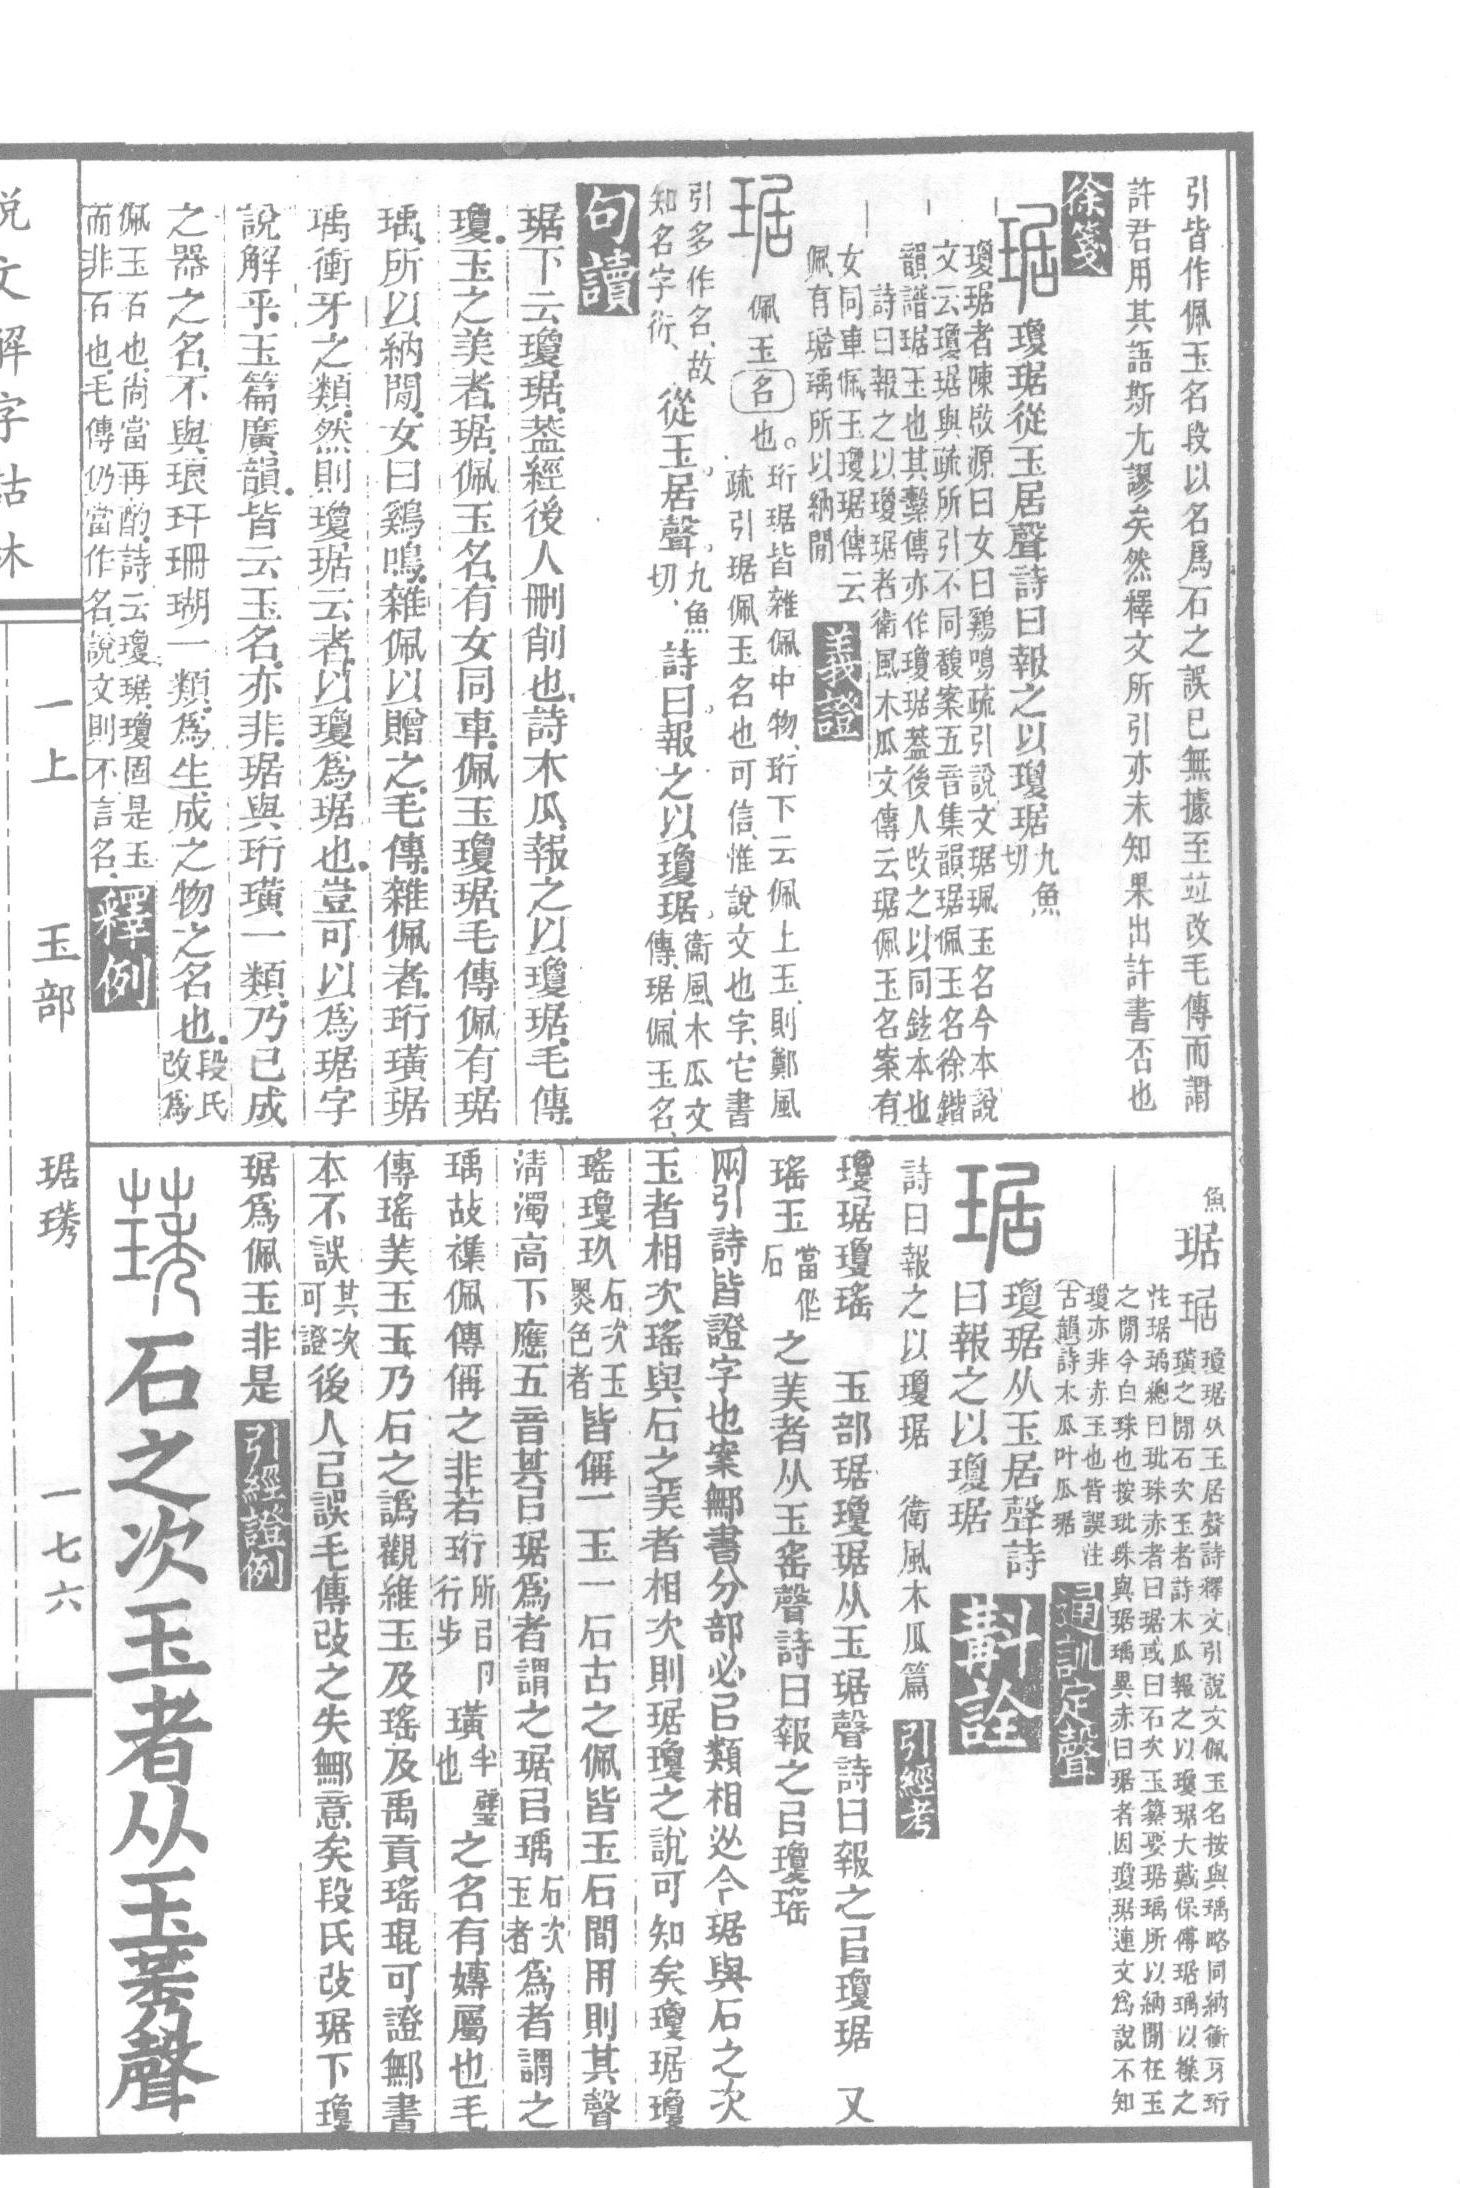 引皆作佩玉名段以名爲石之誤已無據至竝改毛傳而謂
許君用其語斯尤謬矣然釋文所引亦未知果出許書否也
徐箋
琚 瓊琚從玉居聲詩曰報之以瓊琚九魚切
瓊琚者陳啟源曰女曰鷄鳴疏引說文琚珮玉名今本說
文云瓊琚與疏所引不同馥案五音集韻琚佩玉名徐鍇
韻譜琚玉也其繫傳亦作瓊琚葢後人改之以同鉉本也
詩曰報之以瓊琚者衛風木瓜文傳云琚佩玉名案有
女同車佩玉瓊琚傳云
佩有琚瑀所以納閒
義證
琚 佩玉名也。珩琚皆雜佩中物、珩下云佩上玉、則鄭風
疏引琚佩玉名也可信、惟說文也字、它書
引多作名、故
知名字衍、
從玉居聲。九魚切、詩曰報之以瓊琚。衞風木瓜文
傳、琚、佩玉名、
句讀
琚下云瓊琚葢經後人刪削也詩木瓜報之以瓊琚毛傳
瓊玉之美者琚佩玉名有女同車佩玉瓊琚毛傳佩有琚
瑀所以納閒女曰鷄鳴雜佩以贈之毛傳雜佩者珩璜琚
瑀衝牙之類然則瓊琚云者以瓊爲琚也豈可以爲琚字
說解乎玉篇廣韻皆云玉名亦非琚與珩璜一類乃已成
之器之名不與琅玕珊瑚一類爲生成之物之名也段氏改爲
佩玉石也尚當再酌詩云瓊琚瓊固是玉
而非石也毛傳仍當作名說文則不言名
釋例
魚
琚 琚 瓊琚从玉居聲詩釋文引說文佩玉名按與瑀略同納衝牙珩
璜之閒石次玉者詩木瓜報之以瓊琚大戴保傅琚瑀以雜之
性琚瑀總曰玭珠赤者曰琚或曰石次玉纂娶琚瑀所以納閒在玉
之閒今白珠也按玭珠與琚瑀異赤曰琚者因瓊琚連文爲說不知
瓊亦非赤玉也皆誤注
古韻詩木瓜叶瓜琚
通訓定聲
琚 瓊琚从玉居聲詩
曰報之以瓊琚
斠詮
詩曰報之以瓊琚 衛風木瓜篇
引經考
瓊琚瓊瑤 玉部琚瓊琚从玉琚聲詩曰報之㠯瓊琚 又
瑤玉當作石之美者从玉䍃聲詩曰報之㠯瓊瑤
兩引詩皆證字也案鄦書分部必㠯類相从今琚與石之次
玉者相次瑤與石之美者相次則琚瓊之說可知矣瓊琚瓊
瑤瓊玖石次玉黑色者皆偁一玉一石古之佩皆玉石閒用則其聲
淸濁高下應五音其㠯琚爲者謂之琚㠯瑀石次玉者爲者謂之
瑀故襍佩傳偁之非若珩所㠯卪行步璜半璧也之名有嫥屬也毛
傳瑤美玉玉乃石之譌觀維玉及瑤及禹貢瑤琨可證鄦書
本不誤其次可證後人㠯誤毛傳改之失鄦意矣段氏改琚下瓊
琚爲佩玉非是
引經證例
石之次玉者从玉莠聲
說文解字詁林
一上 玉部 琚璓 一七六